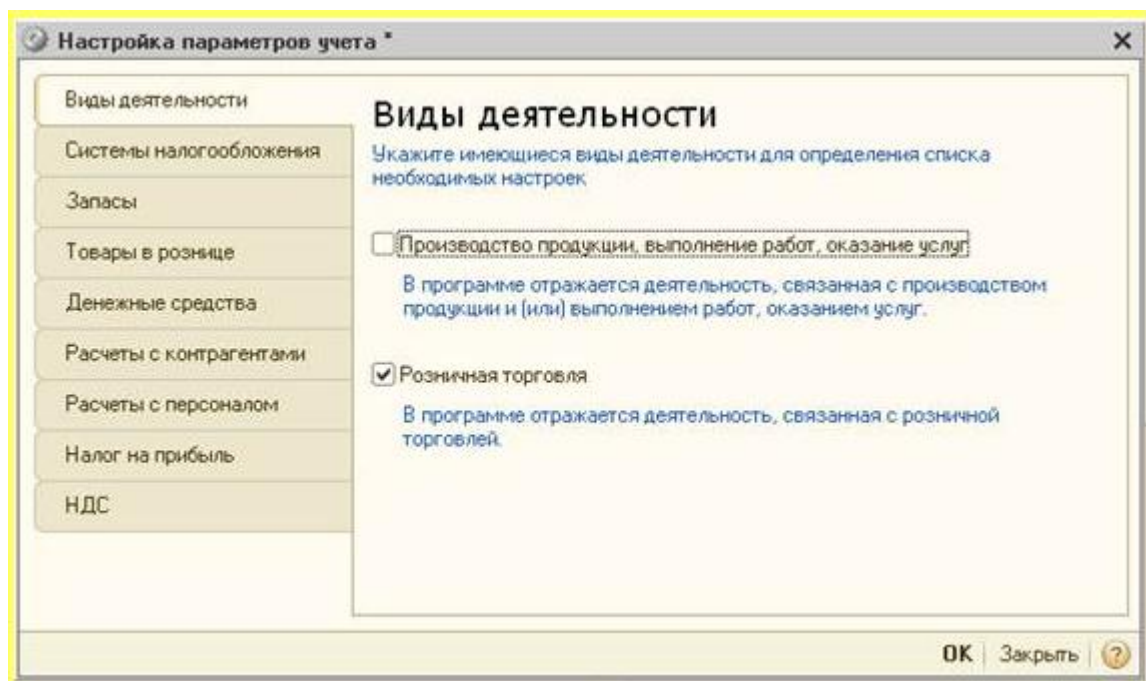 Настройка параметров учета *
Виды деятельности
Системы налогообложения
Запасы
Товары в рознице
Денежные средства
Расчеты с контрагентами
Расчеты с персоналом
Налог на прибыль
НДС
Виды деятельности
Укажите имеющиеся виды деятельности для определения списка
необходимых настроек
Производство продукции, выполнение работ, оказание услуг
В программе отражается деятельность, связанная с производством
продукции и (или) выполнением работ, оказанием услуг.
Розничная торговля
В программе отражается деятельность, связанная с розничной
торговлей.
OK Закрыть ?